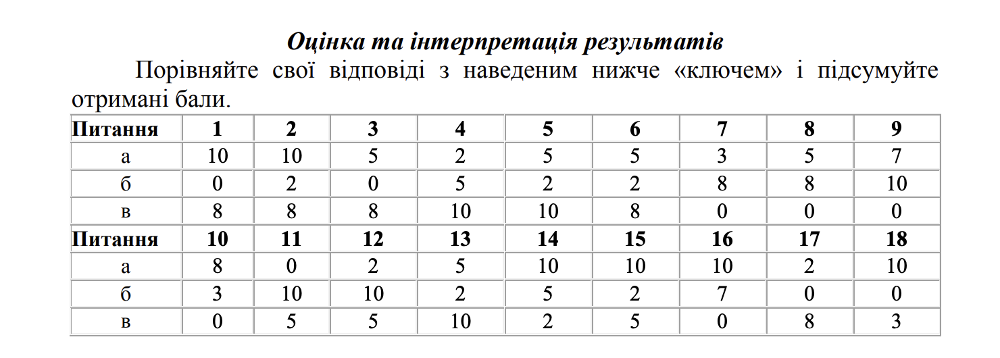 Оцінка та інтерпретація результатів
Порівняйте свої відповіді з наведеним нижче «ключем» і підсумуйте
отримані бали.
Питання 1 2 3 4 5 6 7 8 9
а 10 10 5 2 5 5 3 5 7
б 0 2 0 5 2 2 8 8 10
в 8 8 8 10 10 8 0 0 0
Питання 10 11 12 13 14 15 16 17 18
а 8 0 2 5 10 10 10 2 10
б 3 10 10 2 5 2 7 0 0
в 0 5 5 10 2 5 0 8 3